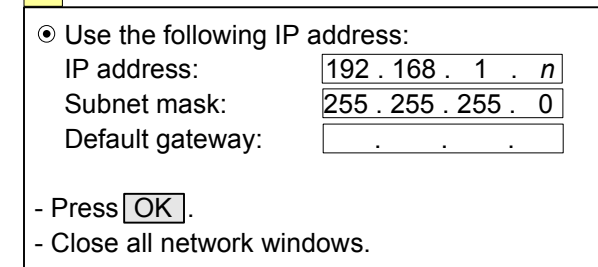 Use the following IP address:
IP address: 192 . 168 . 1 . n
Subnet mask: 255 . 255 . 255 . 0
Default gateway: . . .
- Press OK .
- Close all network windows.